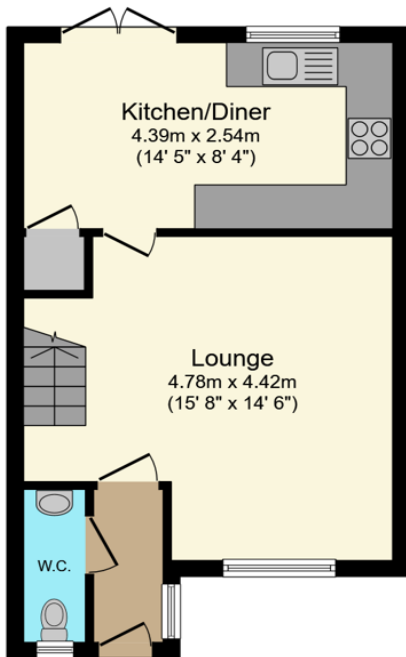 Kitchen/Diner
4.39m x 2.54m
(14' 5" x 8' 4")
Lounge
4.78m x 4.42m
(15' 8" x 14' 6")
W.C.